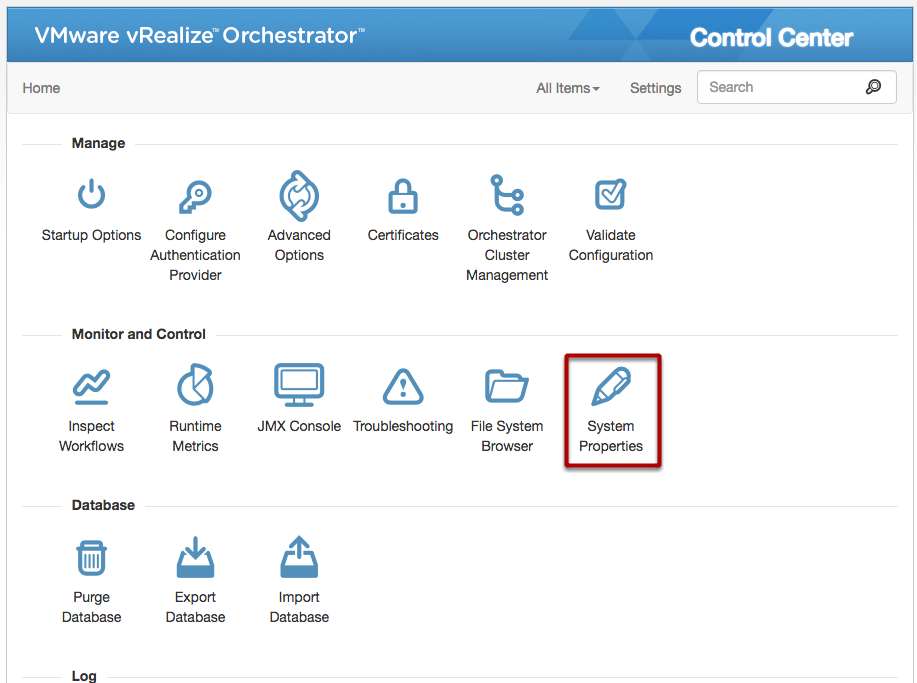 VMware vRealize™ Orchestrator™ Control Center
Home All Items Settings Search
Manage
Startup Options
Configure
Authentication
Provider
Advanced
Options
Certificates
Orchestrator
Cluster
Management
Validate
Configuration
Monitor and Control
Inspect
Workflows
Runtime
Metrics
JMX Console
Troubleshooting
File System
Browser
System
Properties
Database
Purge
Database
Export
Database
Import
Database
Log